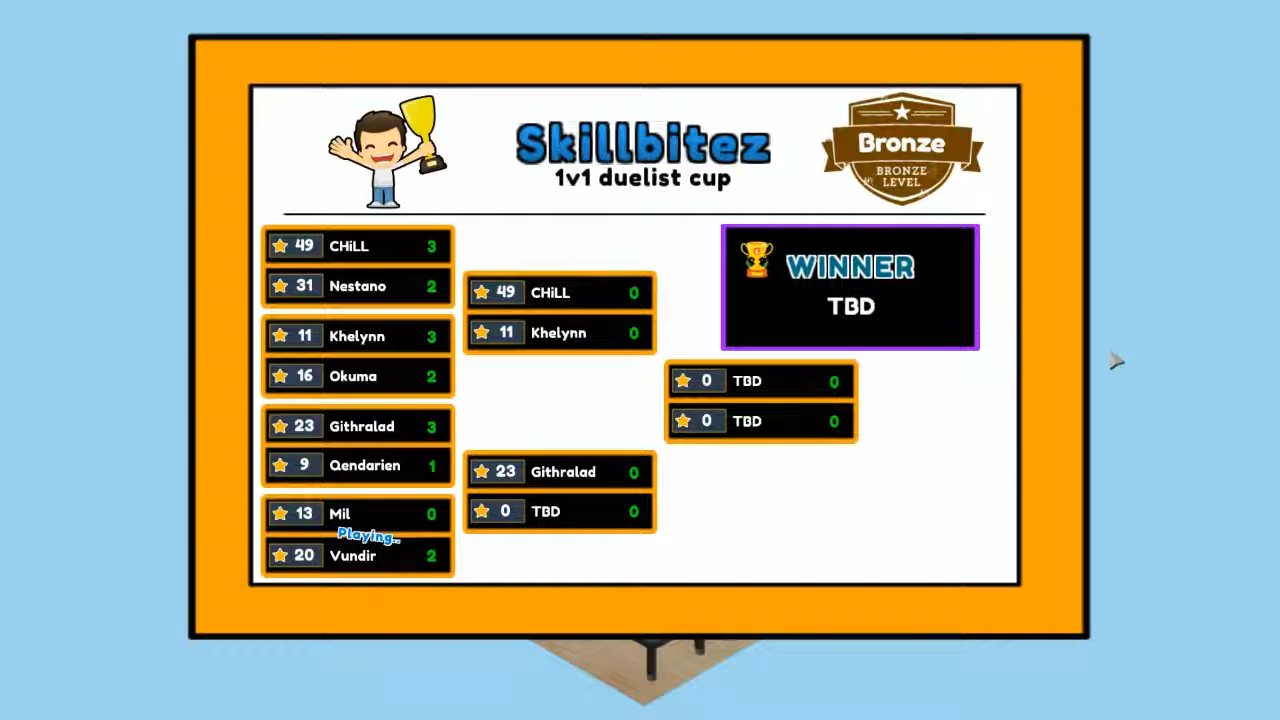 Skillbitez
1v1 duelist cup
Bronze
BRONZE
LEVEL
49 CHiLL 3
31 Nestano 2
11 Khelynn 3
16 Okuma 2
23 Githralad 3
9 Qendarien 1
13 Mil 0
Playing..
20 Vundir 2
49 CHiLL 0
11 Khelynn 0
23 Githralad 0
0 TBD 0
0 TBD 0
0 TBD 0
WINNER
TBD